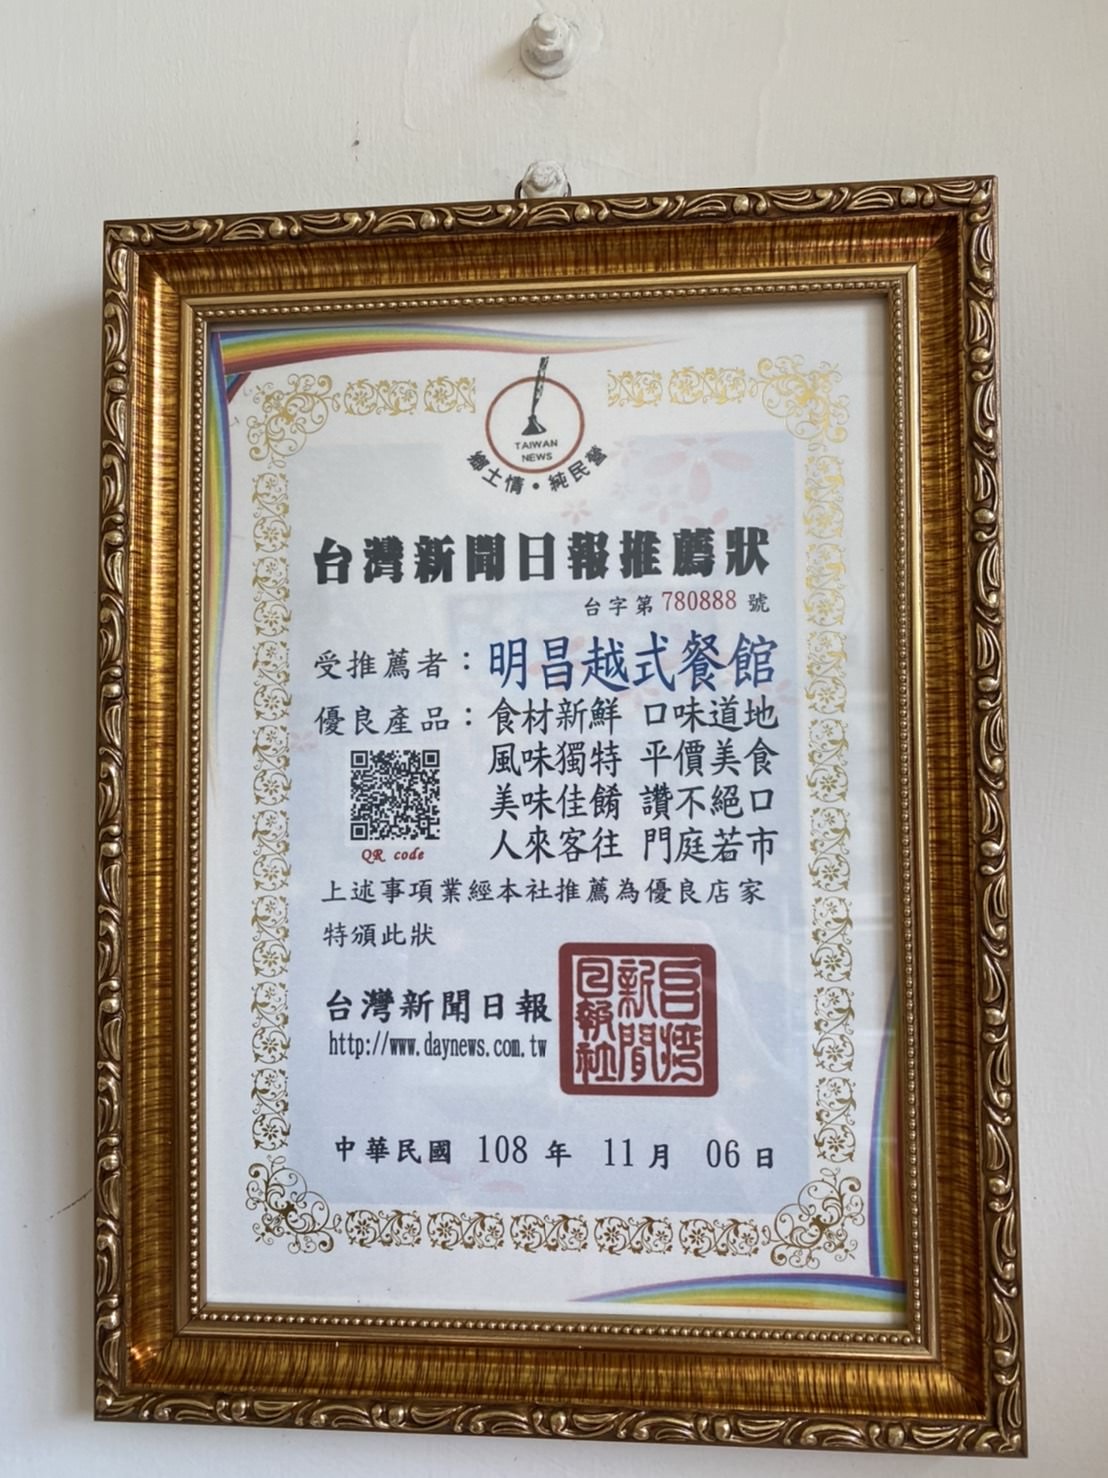 TAIWAN
NEWS
鄉土情・純民營
台灣新聞日報推薦狀
台字第 780888 號
受推薦者：明昌越式餐館
優良產品：食材新鮮 口味道地
風味獨特 平價美食
美味佳餚 讚不絕口
人來客往 門庭若市
QR code
上述事項業經本社推薦為優良店家
特頒此狀
台灣新聞日報
http://www.daynews.com.tw
台灣
新聞
日報社
中華民國 108 年 11 月 06 日